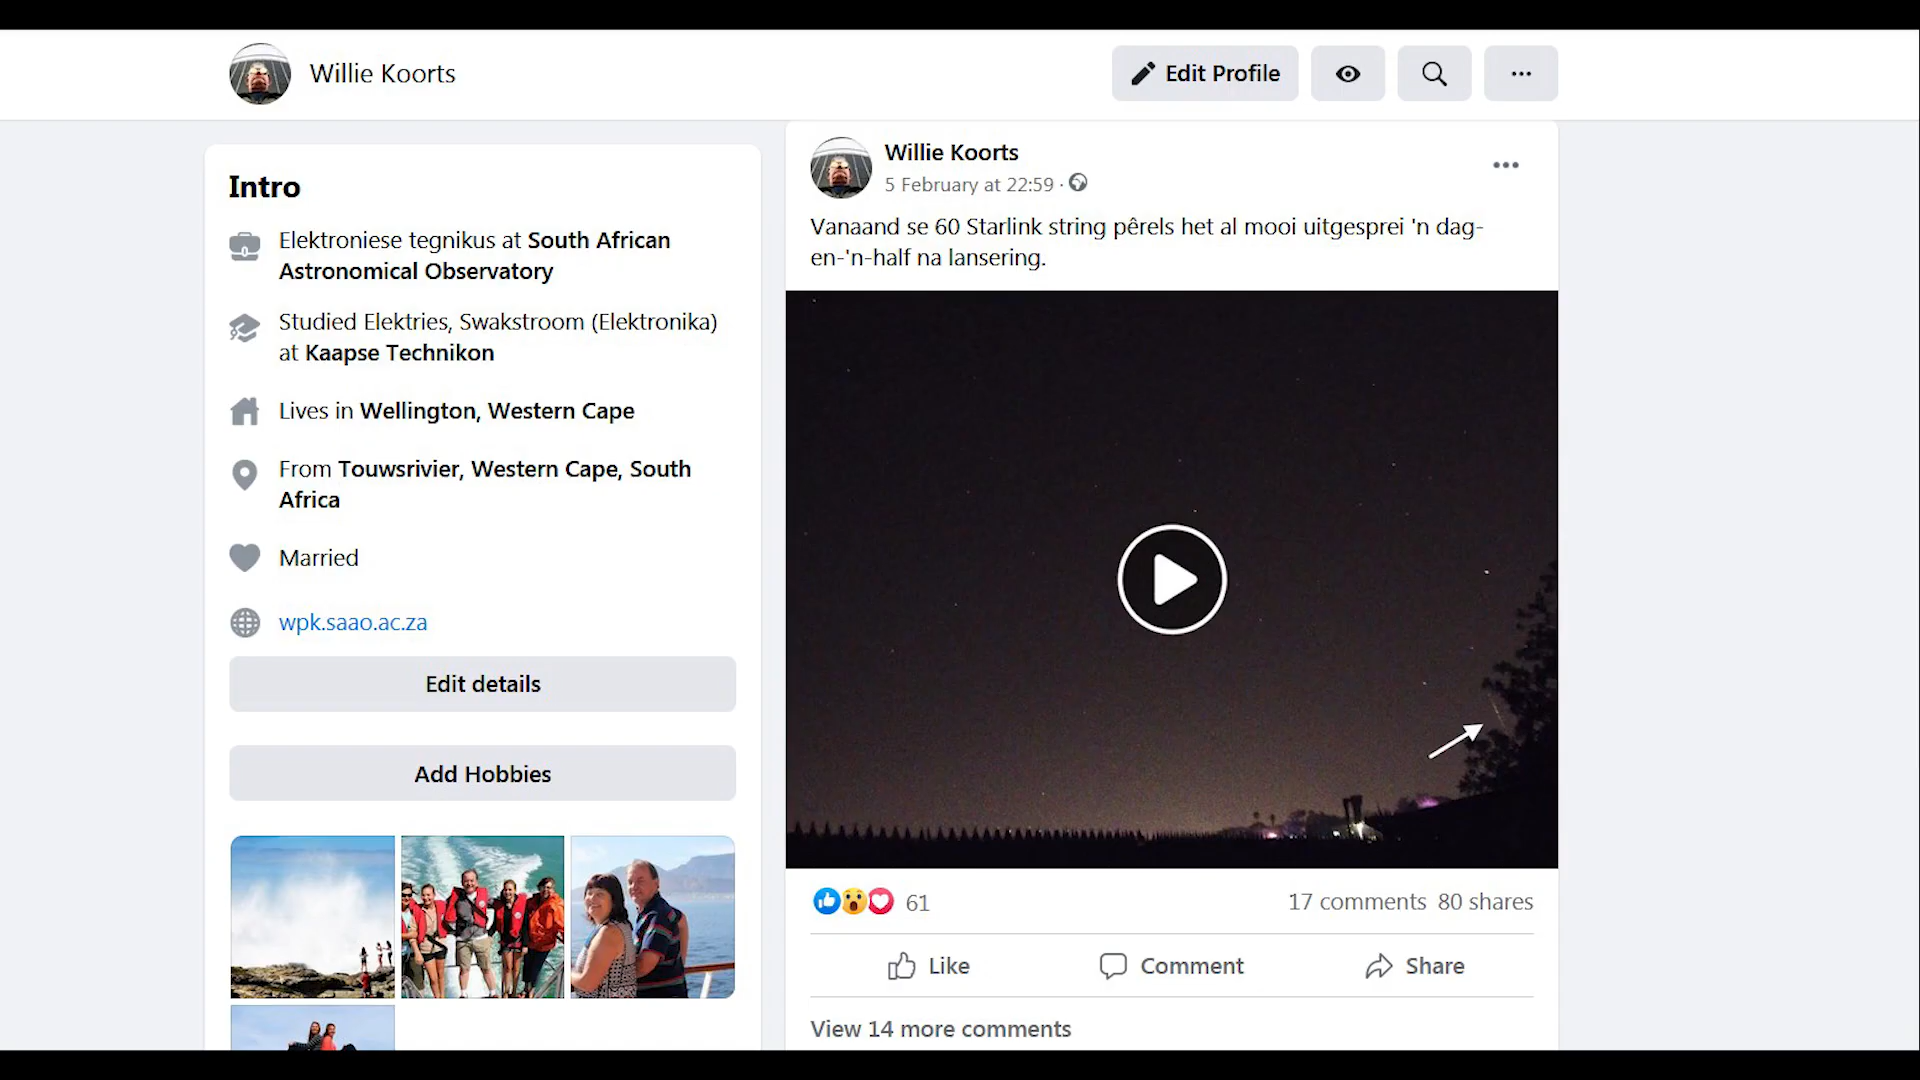 Willie Koorts
Edit Profile
Intro
Elektroniese tegnikus at South African
Astronomical Observatory
Studied Elektries, Swakstroom (Elektronika)
at Kaapse Technikon
Lives in Wellington, Western Cape
From Touwsrivier, Western Cape, South
Africa
Married
wpk.saao.ac.za
Edit details
Add Hobbies
Willie Koorts
5 February at 22:59 ·
Vanaand se 60 Starlink string pêrels het al mooi uitgesprei 'n dag-
en-'n-half na lansering.
61
17 comments 80 shares
Like
Comment
Share
View 14 more comments